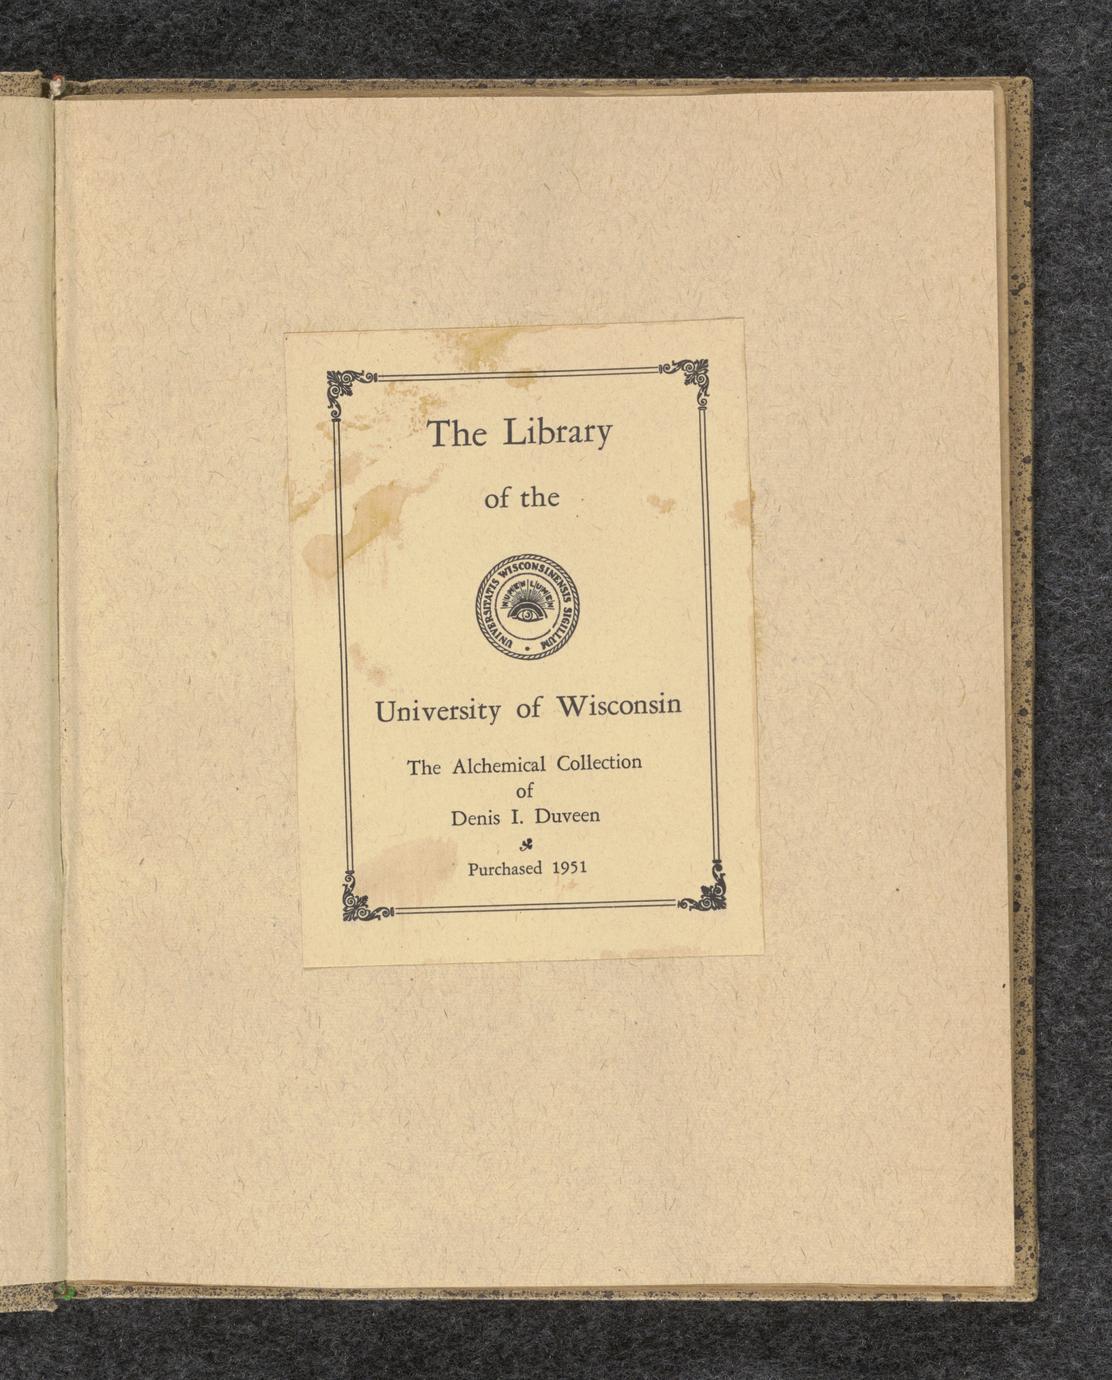 The Library
of the
UNIVERSITATIS WISCONSINENSIS SIGILLUM
NUMEN LUMEN
University of Wisconsin
The Alchemical Collection
of
Denis I. Duveen
Purchased 1951